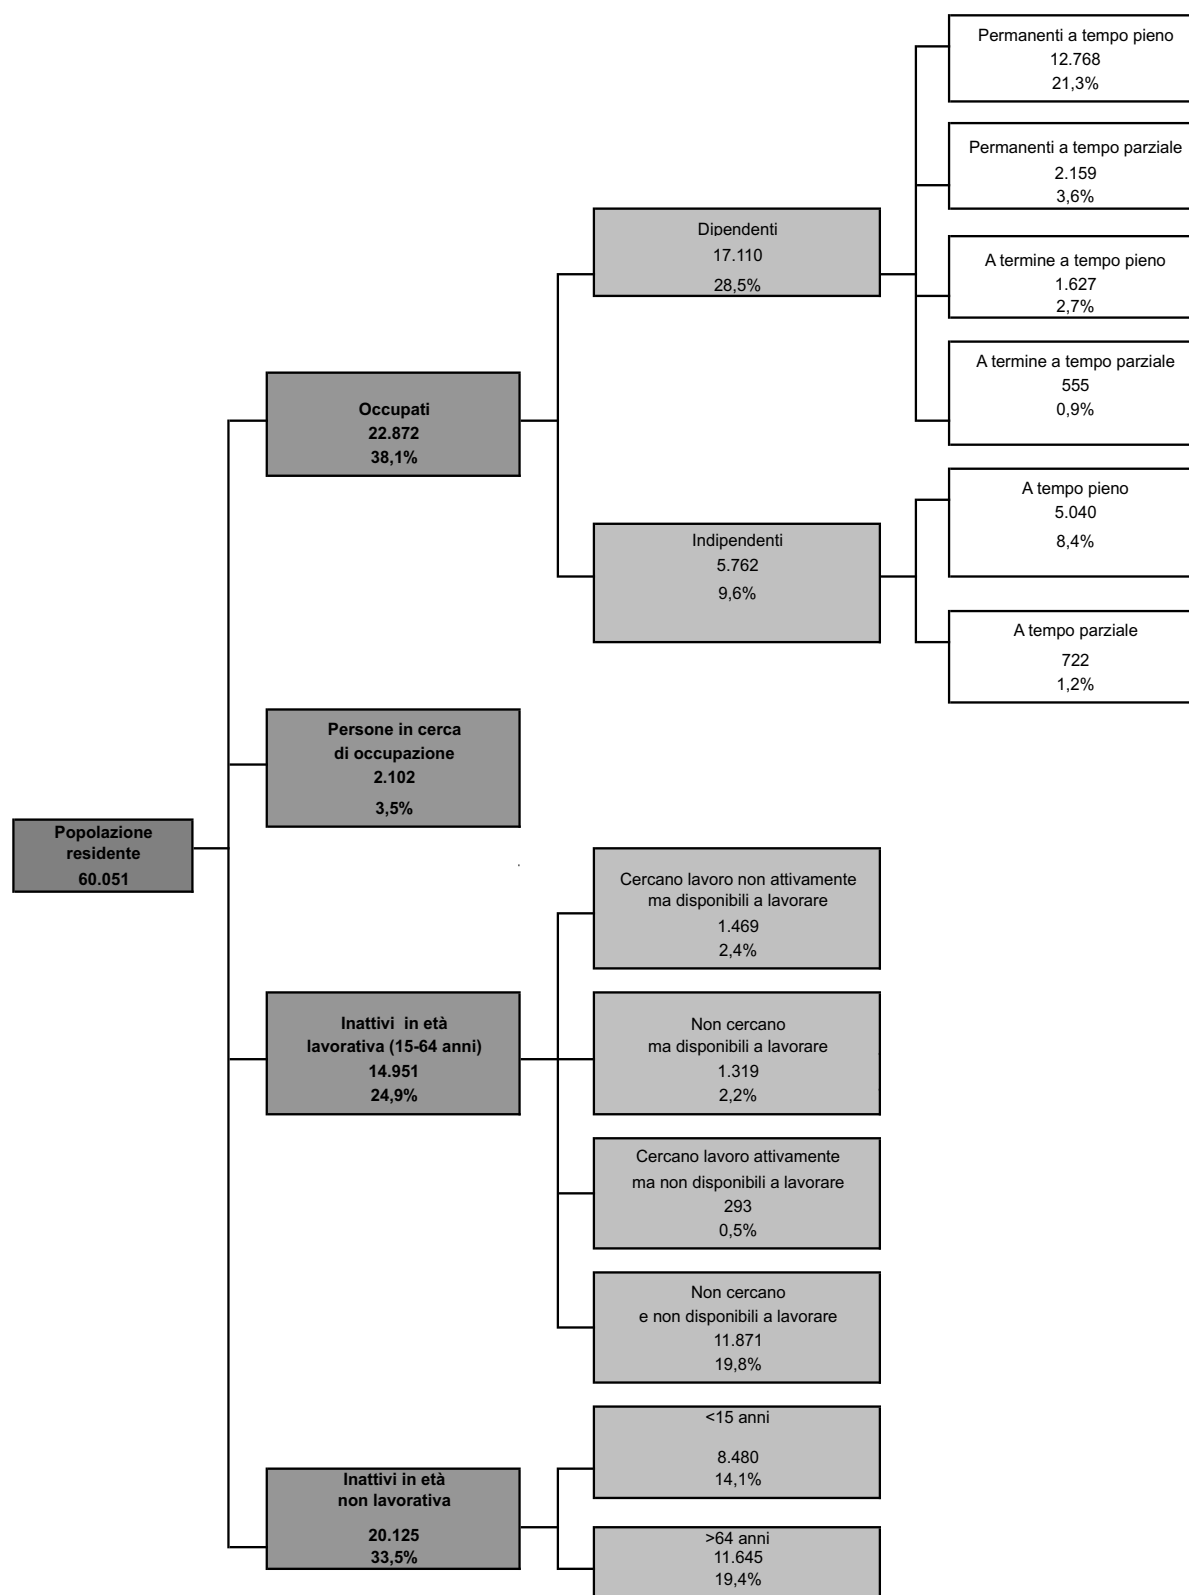 Permanenti a tempo pieno
12.768
21,3%
Permanenti a tempo parziale
2.159
3,6%
Dipendenti
17.110
28,5%
A termine a tempo pieno
1.627
2,7%
A termine a tempo parziale
555
0,9%
Occupati
22.872
38,1%
A tempo pieno
5.040
8,4%
Indipendenti
5.762
9,6%
A tempo parziale
722
1,2%
Persone in cerca
di occupazione
2.102
3,5%
Popolazione
residente
60.051
Cercano lavoro non attivamente
ma disponibili a lavorare
1.469
2,4%
Inattivi in età
lavorativa (15-64 anni)
14.951
24,9%
Non cercano
ma disponibili a lavorare
1.319
2,2%
Cercano lavoro attivamente
ma non disponibili a lavorare
293
0,5%
Non cercano
e non disponibili a lavorare
11.871
19,8%
<15 anni
8.480
14,1%
Inattivi in età
non lavorativa
20.125
33,5%
>64 anni
11.645
19,4%